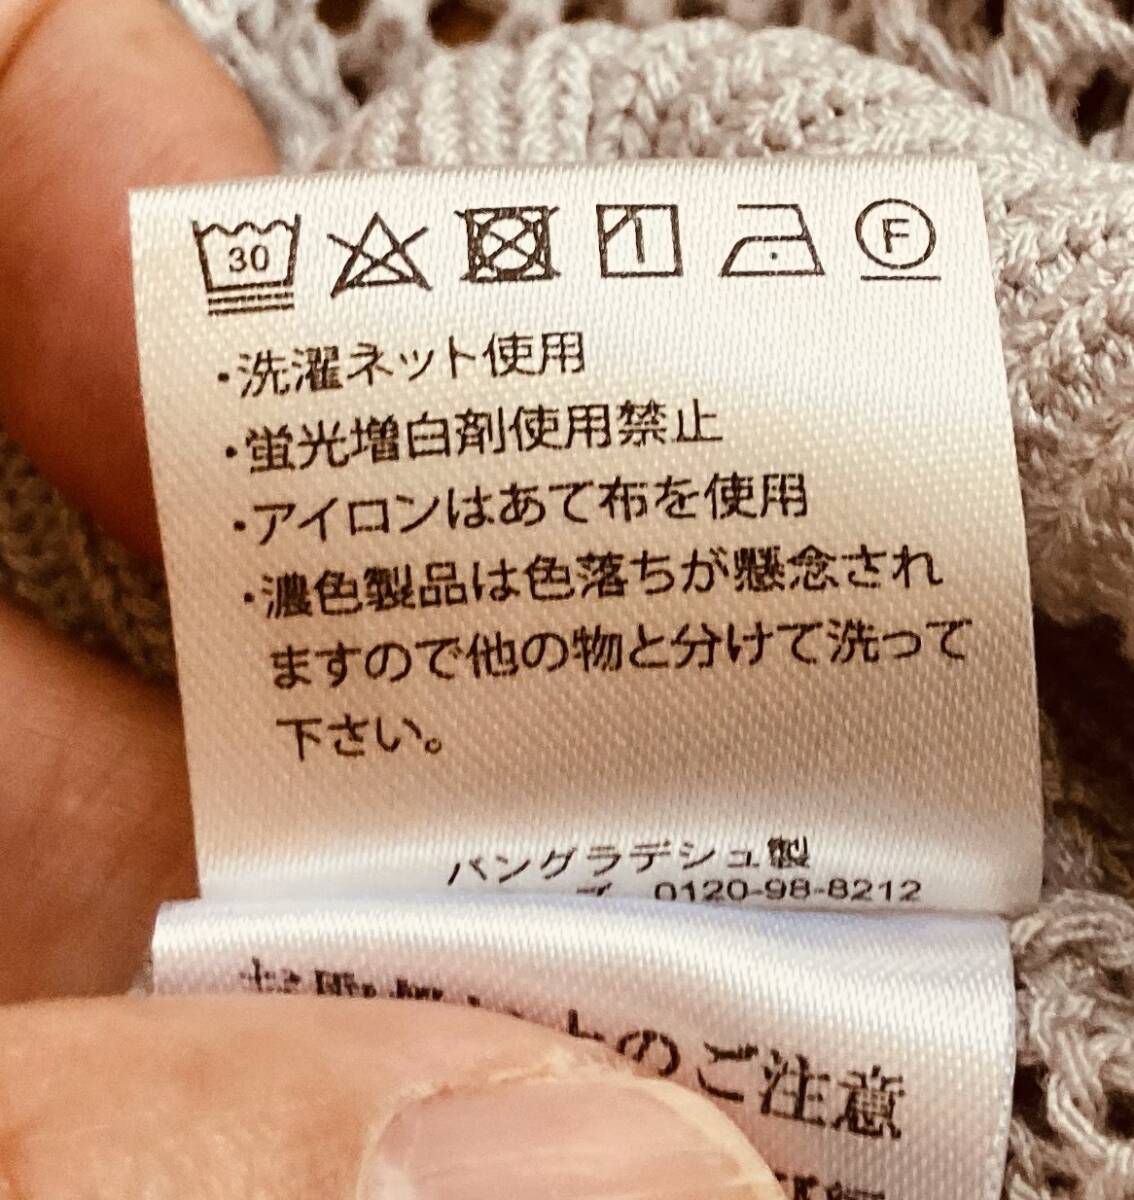 30
F
・洗濯ネット使用
・蛍光増白剤使用禁止
・アイロンはあて布を使用
・濃色製品は色落ちが懸念され
ますので他の物と分けて洗って
下さい。
バングラデシュ製
0120-98-8212
のご注意